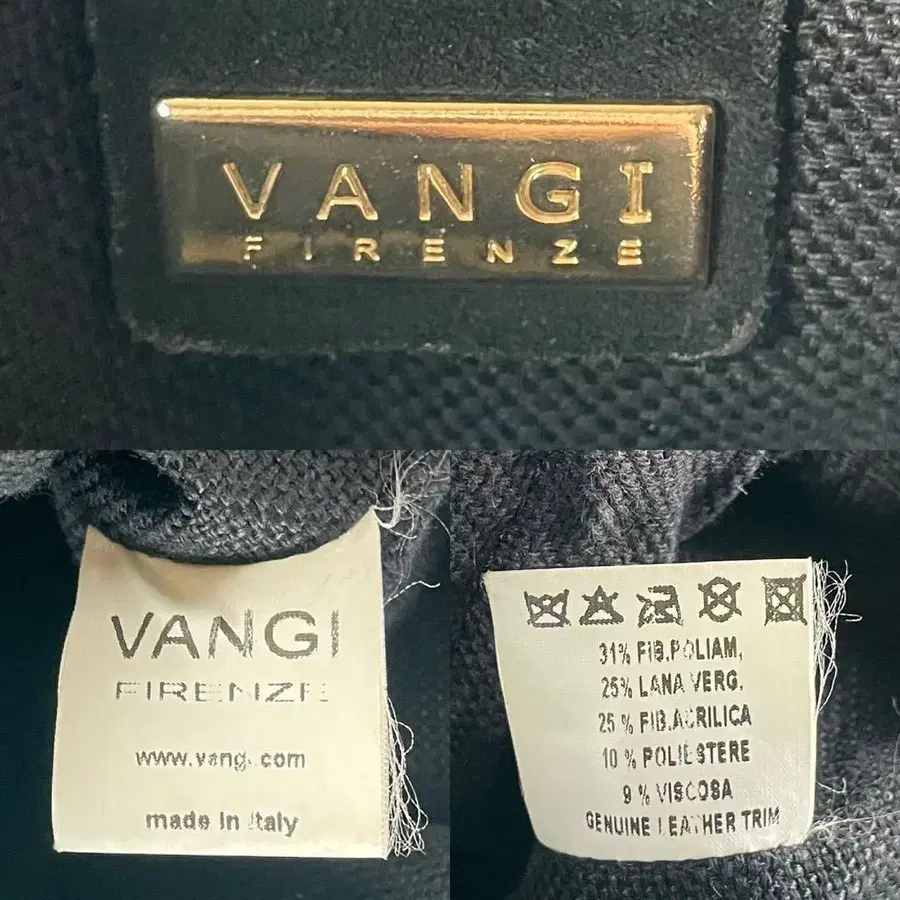 VANGI
FIRENZE
VANGI
FIRENZE
www.vangi.com
made in Italy
31% FIB.POLIAM,
25% LANA VERG.
25 % FIB.ACRILICA
10 % POLIESTERE
9 % VISCOSA
GENUINE LEATHER TRIM